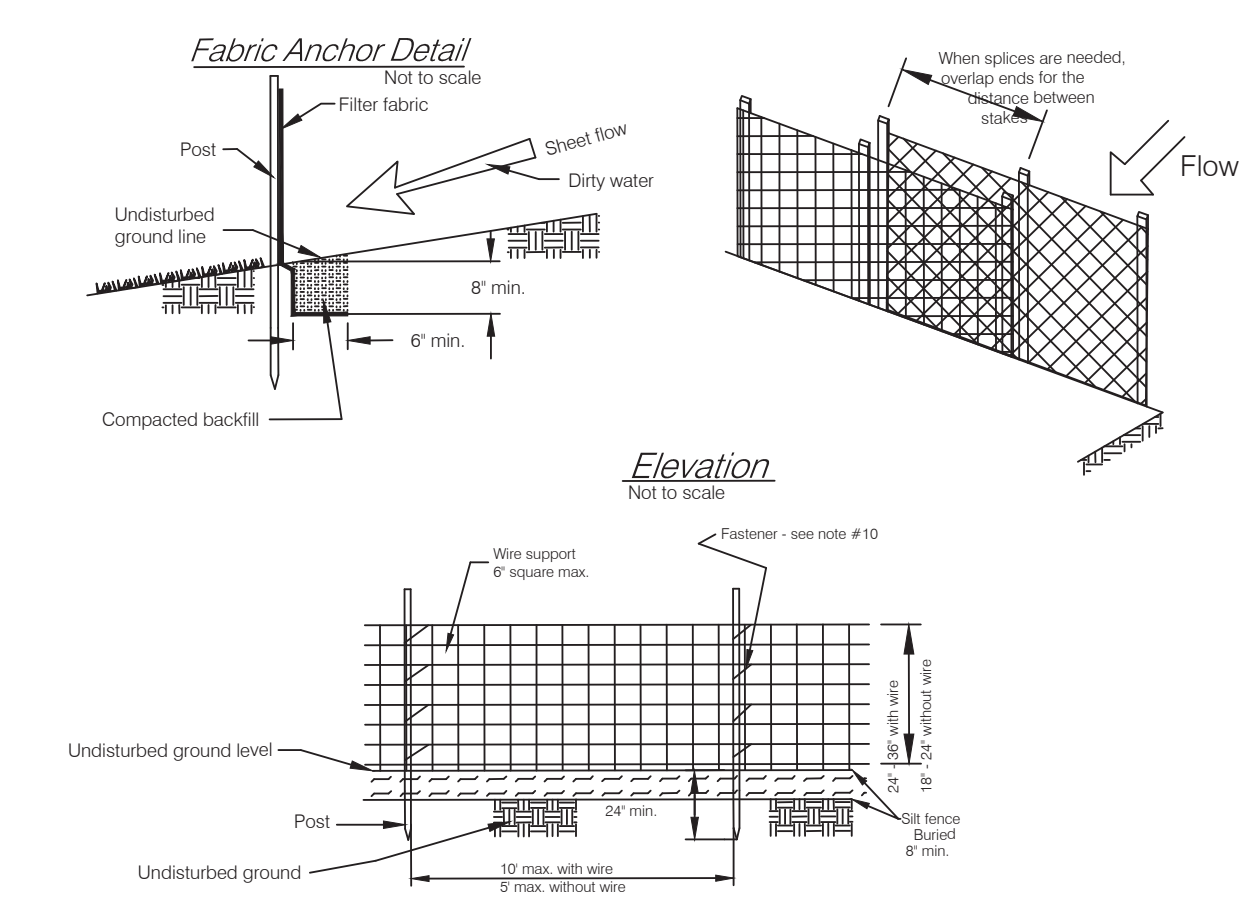 Fabric Anchor Detail
Not to scale
Filter fabric
Post
Sheet flow
Dirty water
Undisturbed
ground line
8" min.
6" min.
Compacted backfill
When splices are needed,
overlap ends for the
distance between
stakes
Flow
Elevation
Not to scale
Fastener - see note #10
Wire support
6" square max.
24" - 36" with wire
18" - 24" without wire
Undisturbed ground level
24" min.
Post
Silt fence
Buried
8" min.
Undisturbed ground
10' max. with wire
5' max. without wire